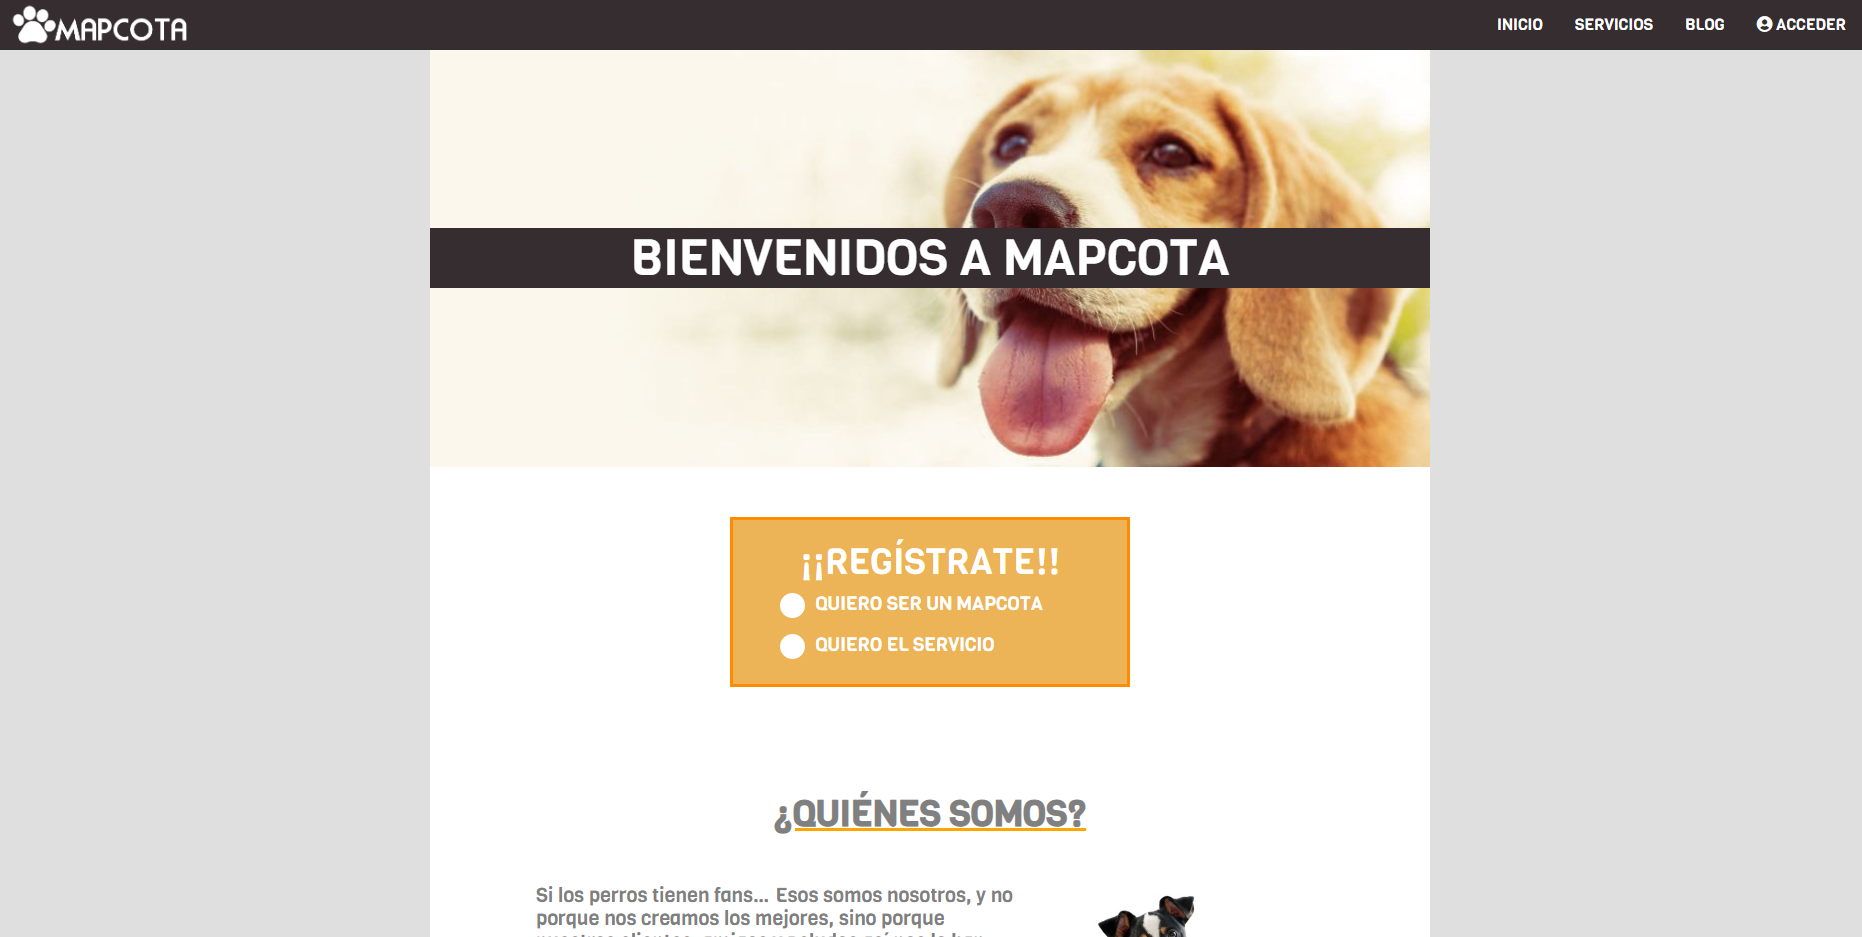 MAPCOTA
INICIO
SERVICIOS
BLOG
ACCEDER
BIENVENIDOS A MAPCOTA
¡¡REGÍSTRATE!!
QUIERO SER UN MAPCOTA
QUIERO EL SERVICIO
¿QUIÉNES SOMOS?
Si los perros tienen fans... Esos somos nosotros, y no
porque nos creamos los mejores, sino porque